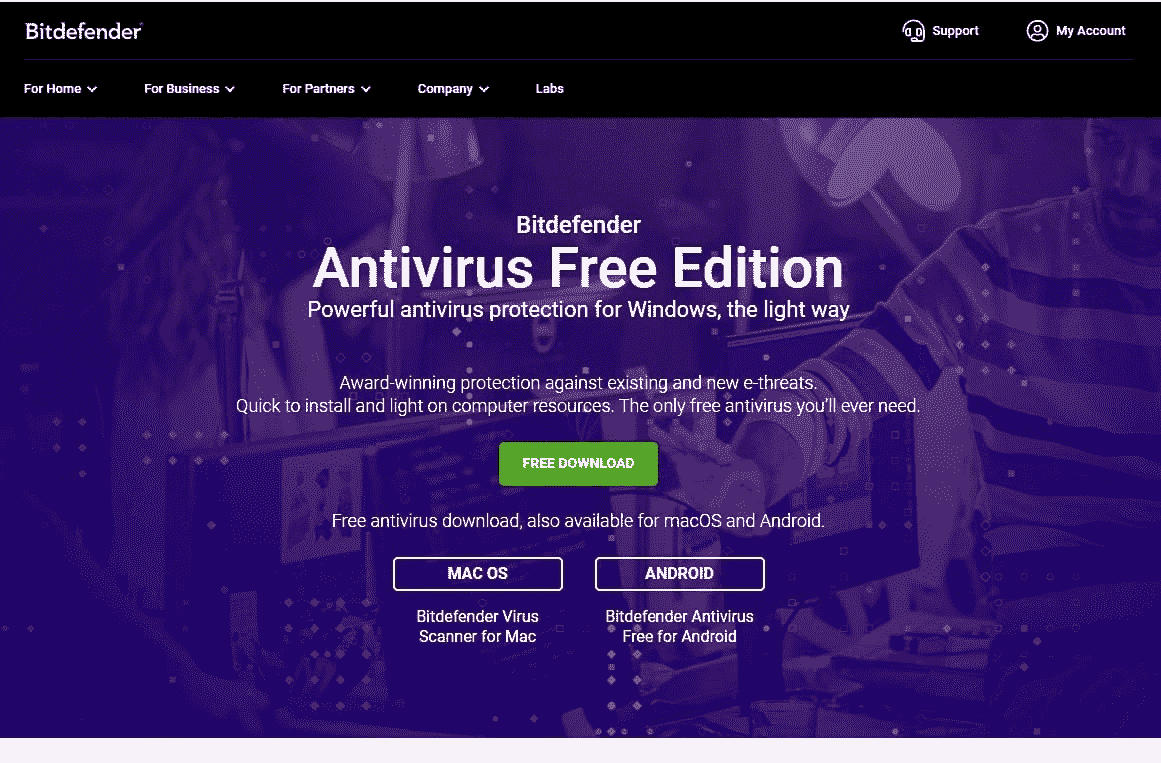 Bitdefender
Support
My Account
For Home
For Business
For Partners
Company
Labs
Bitdefender
Antivirus Free Edition
Powerful antivirus protection for Windows, the light way
Award-winning protection against existing and new e-threats.
Quick to install and light on computer resources. The only free antivirus you'll ever need.
FREE DOWNLOAD
Free antivirus download, also available for macOS and Android.
MAC OS
ANDROID
Bitdefender Virus
Scanner for Mac
Bitdefender Antivirus
Free for Android